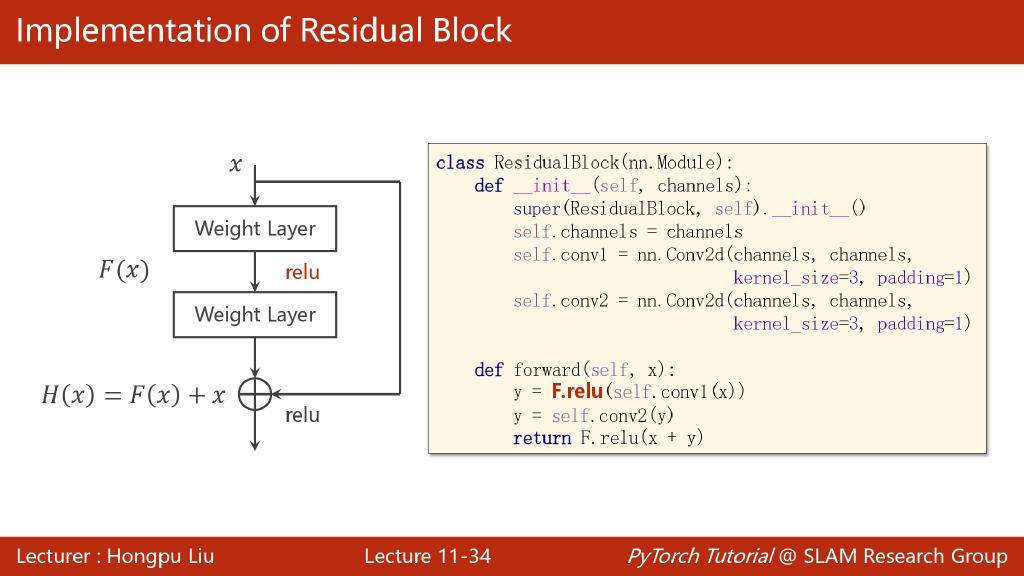 Implementation of Residual Block
x
Weight Layer
F(x)
relu
Weight Layer
H(x) = F(x) + x
relu
class ResidualBlock(nn.Module):
    def __init__(self, channels):
        super(ResidualBlock, self).__init__()
        self.channels = channels
        self.conv1 = nn.Conv2d(channels, channels,
                               kernel_size=3, padding=1)
        self.conv2 = nn.Conv2d(channels, channels,
                               kernel_size=3, padding=1)
    def forward(self, x):
        y = F.relu(self.conv1(x))
        y = self.conv2(y)
        return F.relu(x + y)
Lecturer : Hongpu Liu
Lecture 11-34
PyTorch Tutorial @ SLAM Research Group